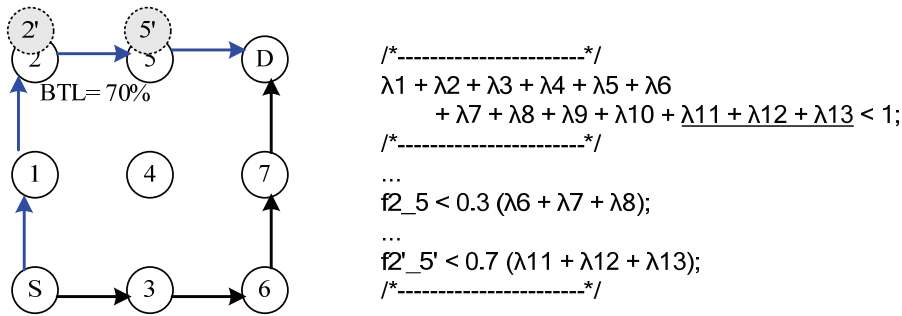 2'
5'
2
5
D
BTL= 70%
1
4
7
S
3
6
/*-----------------------*/
λ1 + λ2 + λ3 + λ4 + λ5 + λ6
+ λ7 + λ8 + λ9 + λ10 + λ11 + λ12 + λ13 < 1;
/*-----------------------*/
...
f2_5 < 0.3 (λ6 + λ7 + λ8);
...
f2'_5' < 0.7 (λ11 + λ12 + λ13);
/*-----------------------*/